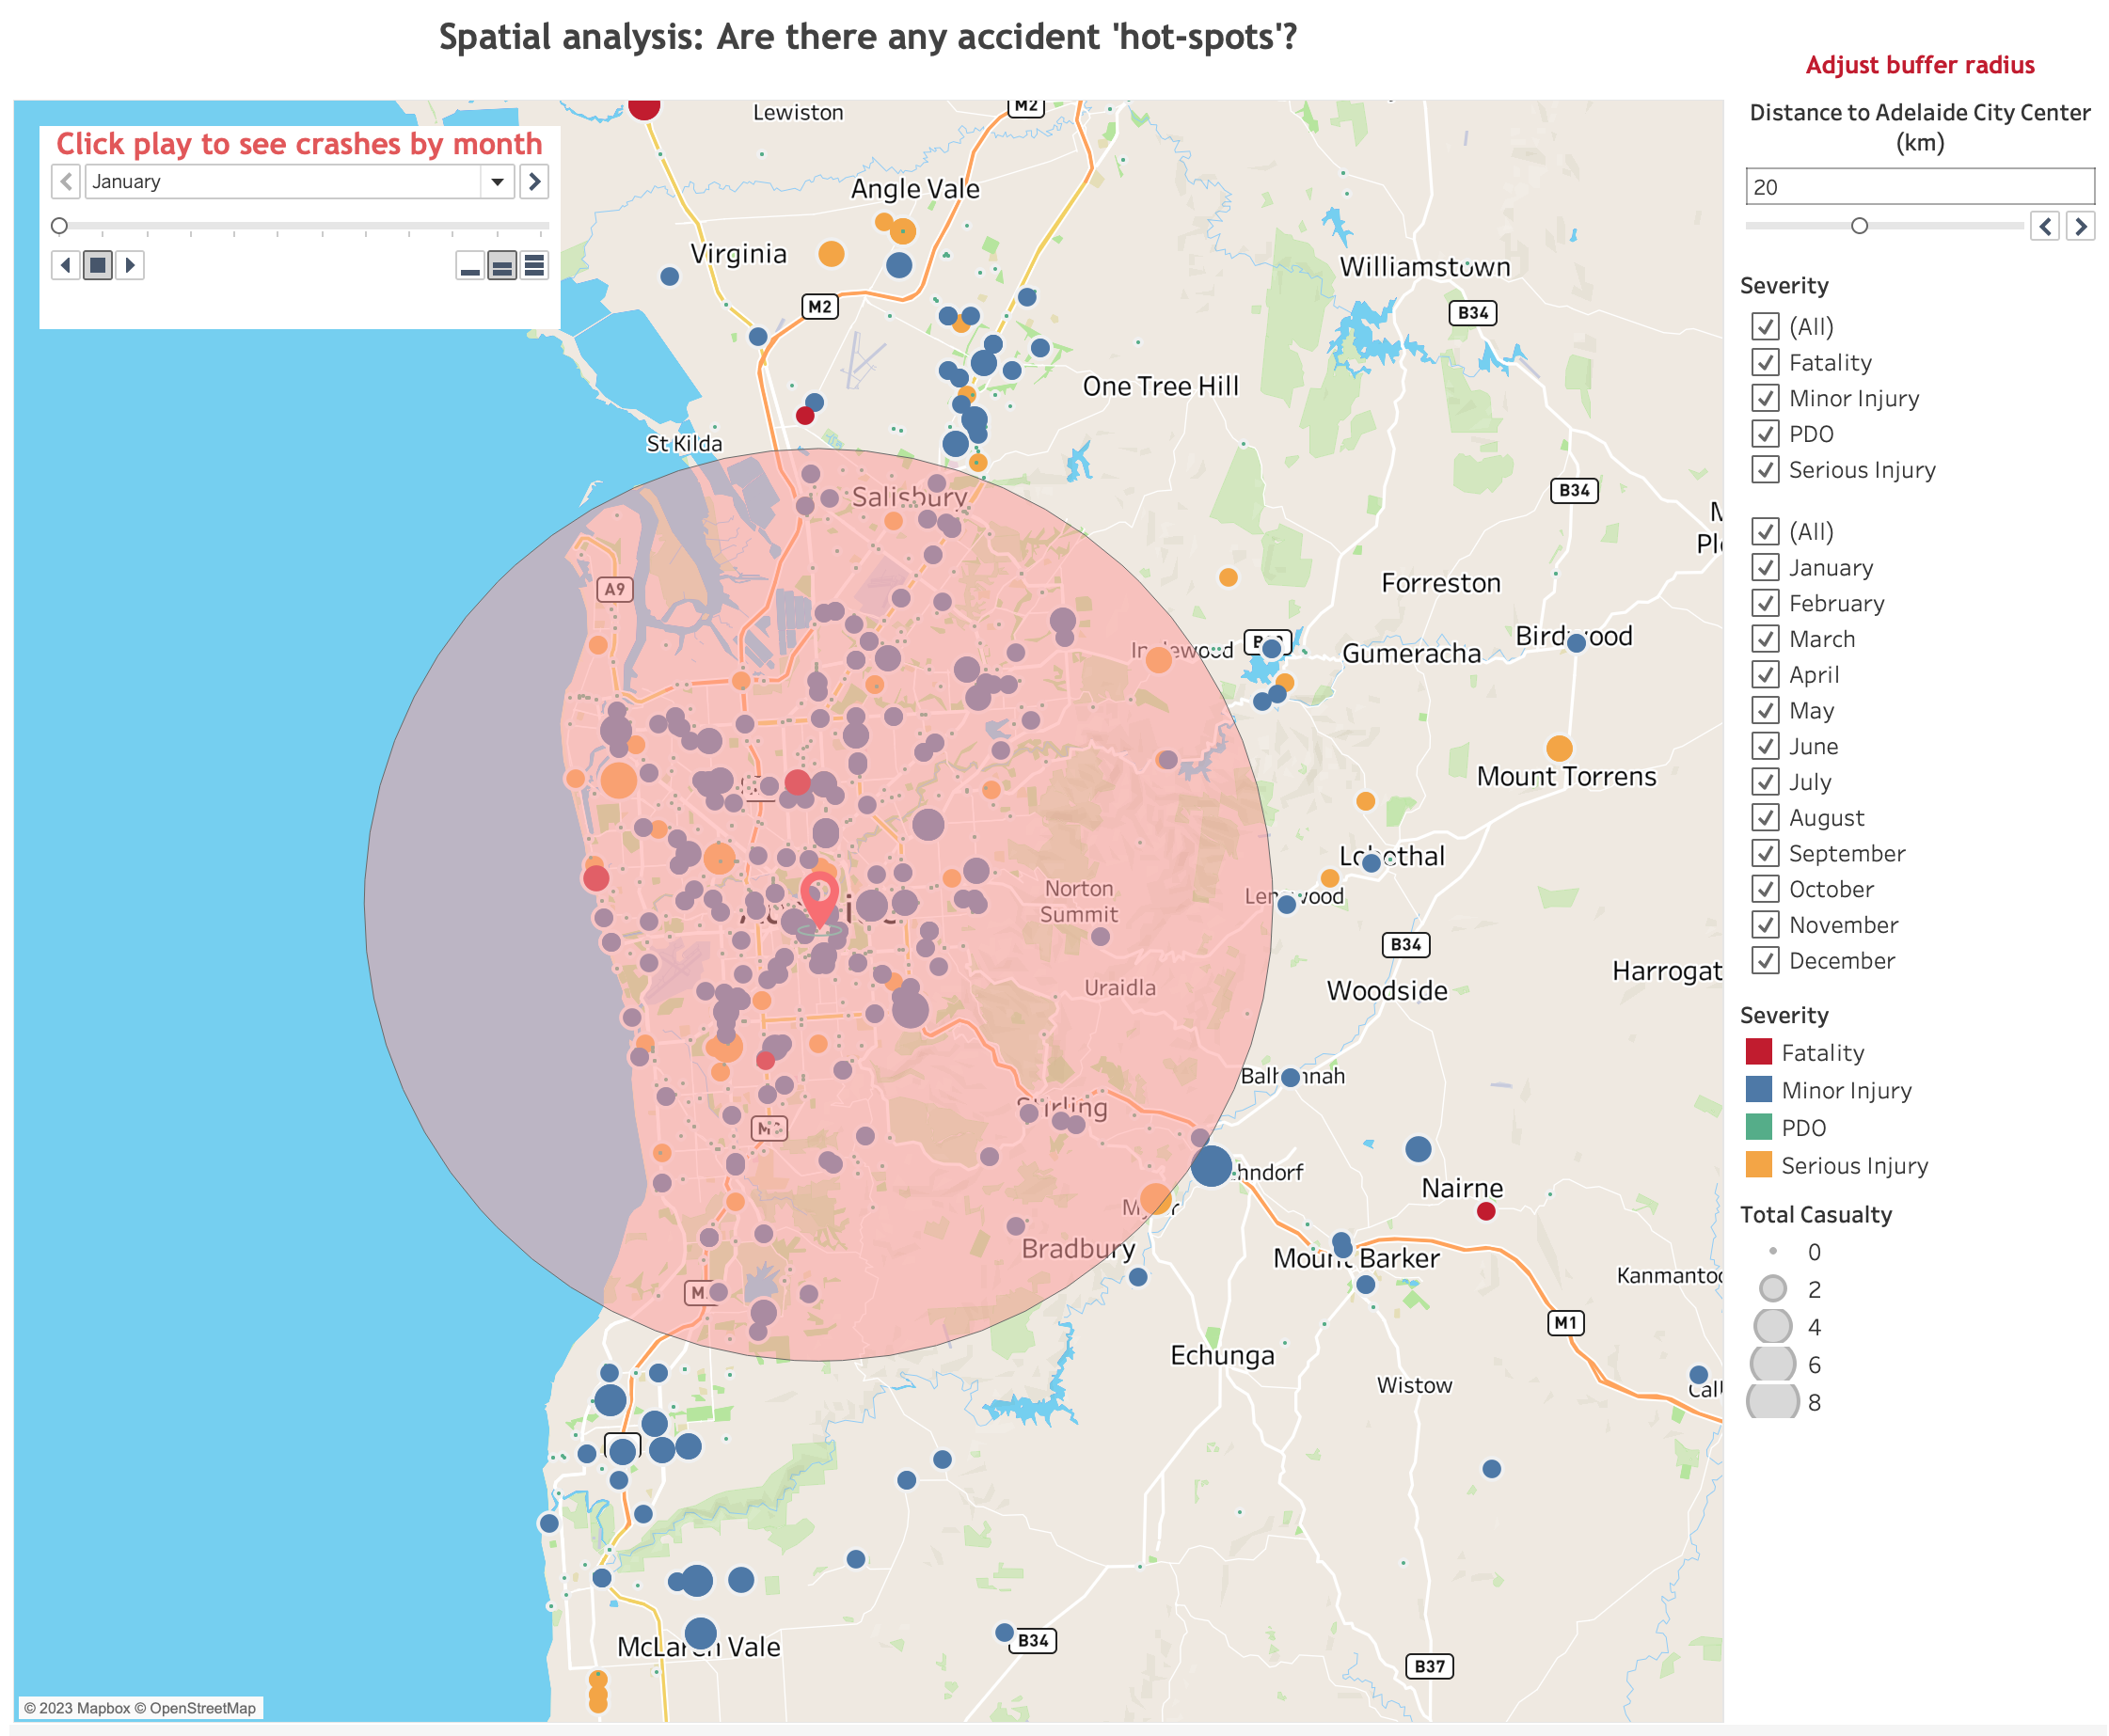 Spatial analysis: Are there any accident 'hot-spots'?
Adjust buffer radius
Distance to Adelaide City Center
(km)
20
Click play to see crashes by month
January
Lewiston
M2
Angle Vale
Virginia
M2
Williamstown
B34
One Tree Hill
St Kilda
Salisbury
B34
A9
Forreston
Birdwood
Gumeracha
Mount Torrens
Lobethal
Norton
Summit
B34
Harrogat
Uraidla
Woodside
Stirling
Nairne
Bradbury
Mount Barker
Kanmantoo
M1
Echunga
Wistow
Call
McLaren Vale
B34
B37
© 2023 Mapbox © OpenStreetMap
Severity
(All)
Fatality
Minor Injury
PDO
Serious Injury
(All)
January
February
March
April
May
June
July
August
September
October
November
December
Severity
Fatality
Minor Injury
PDO
Serious Injury
Total Casualty
0
2
4
6
8